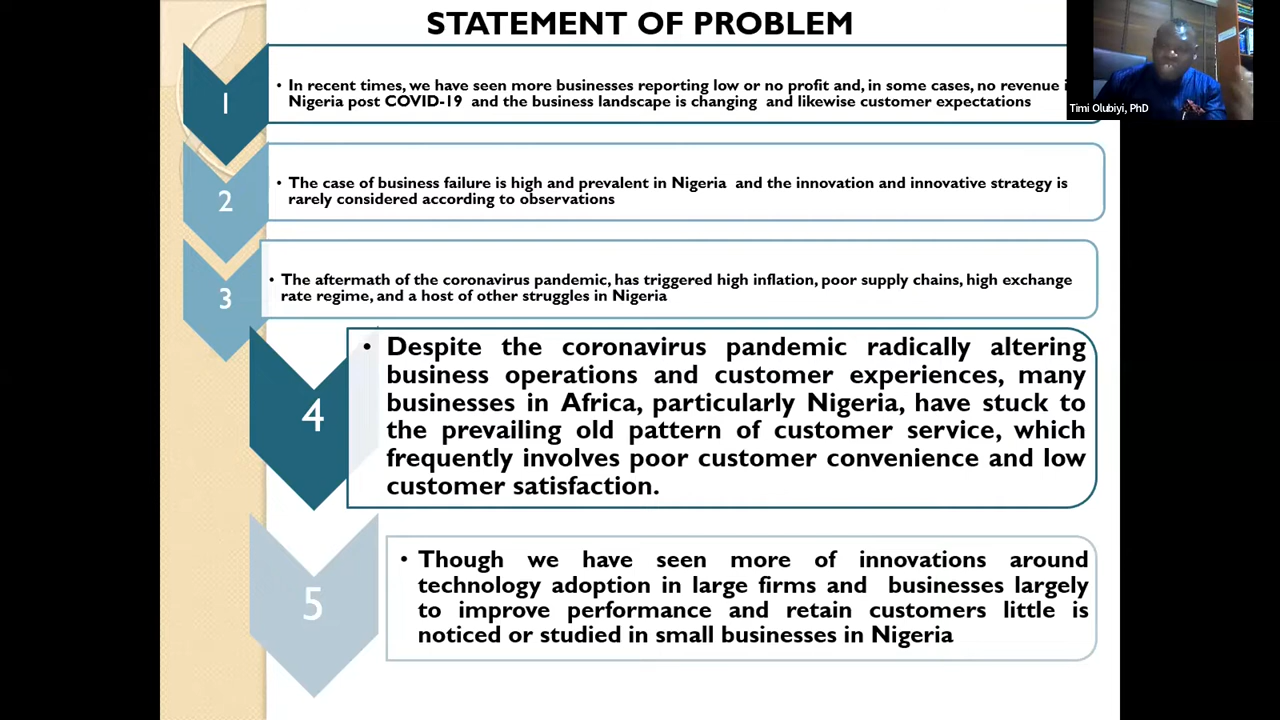 STATEMENT OF PROBLEM
1
• In recent times, we have seen more businesses reporting low or no profit and, in some cases, no revenue
Nigeria post COVID-19 and the business landscape is changing and likewise customer expectations
Timi Olubiyi, PhD
2
• The case of business failure is high and prevalent in Nigeria and the innovation and innovative strategy is
rarely considered according to observations
3
• The aftermath of the coronavirus pandemic, has triggered high inflation, poor supply chains, high exchange
rate regime, and a host of other struggles in Nigeria
4
• Despite the coronavirus pandemic radically altering
business operations and customer experiences, many
businesses in Africa, particularly Nigeria, have stuck to
the prevailing old pattern of customer service, which
frequently involves poor customer convenience and low
customer satisfaction.
5
• Though we have seen more of innovations around
technology adoption in large firms and businesses largely
to improve performance and retain customers little is
noticed or studied in small businesses in Nigeria